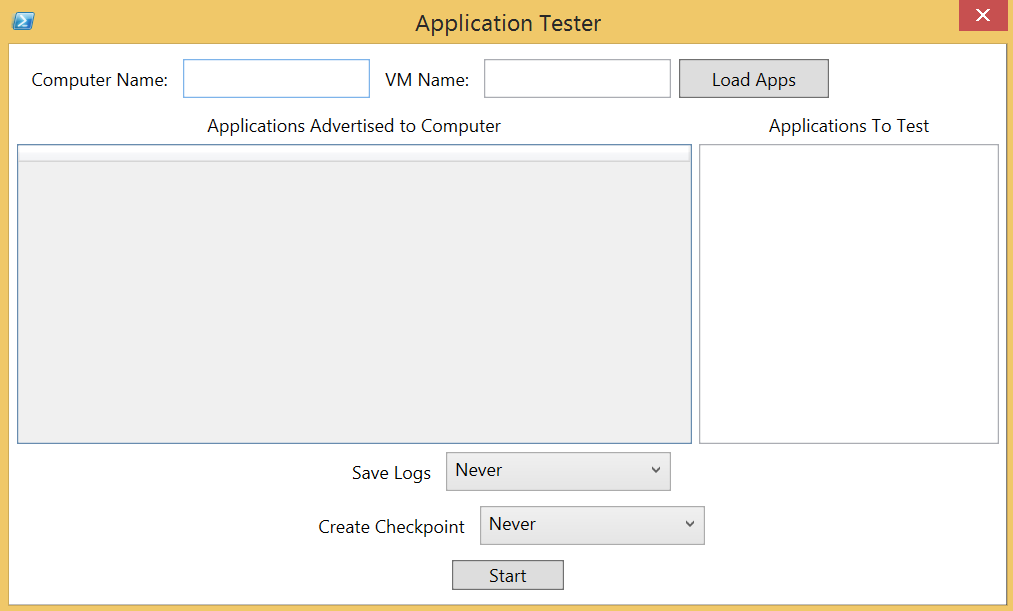 Application Tester
Computer Name: VM Name: Load Apps
Applications Advertised to Computer Applications To Test
Save Logs Never
Create Checkpoint Never
Start